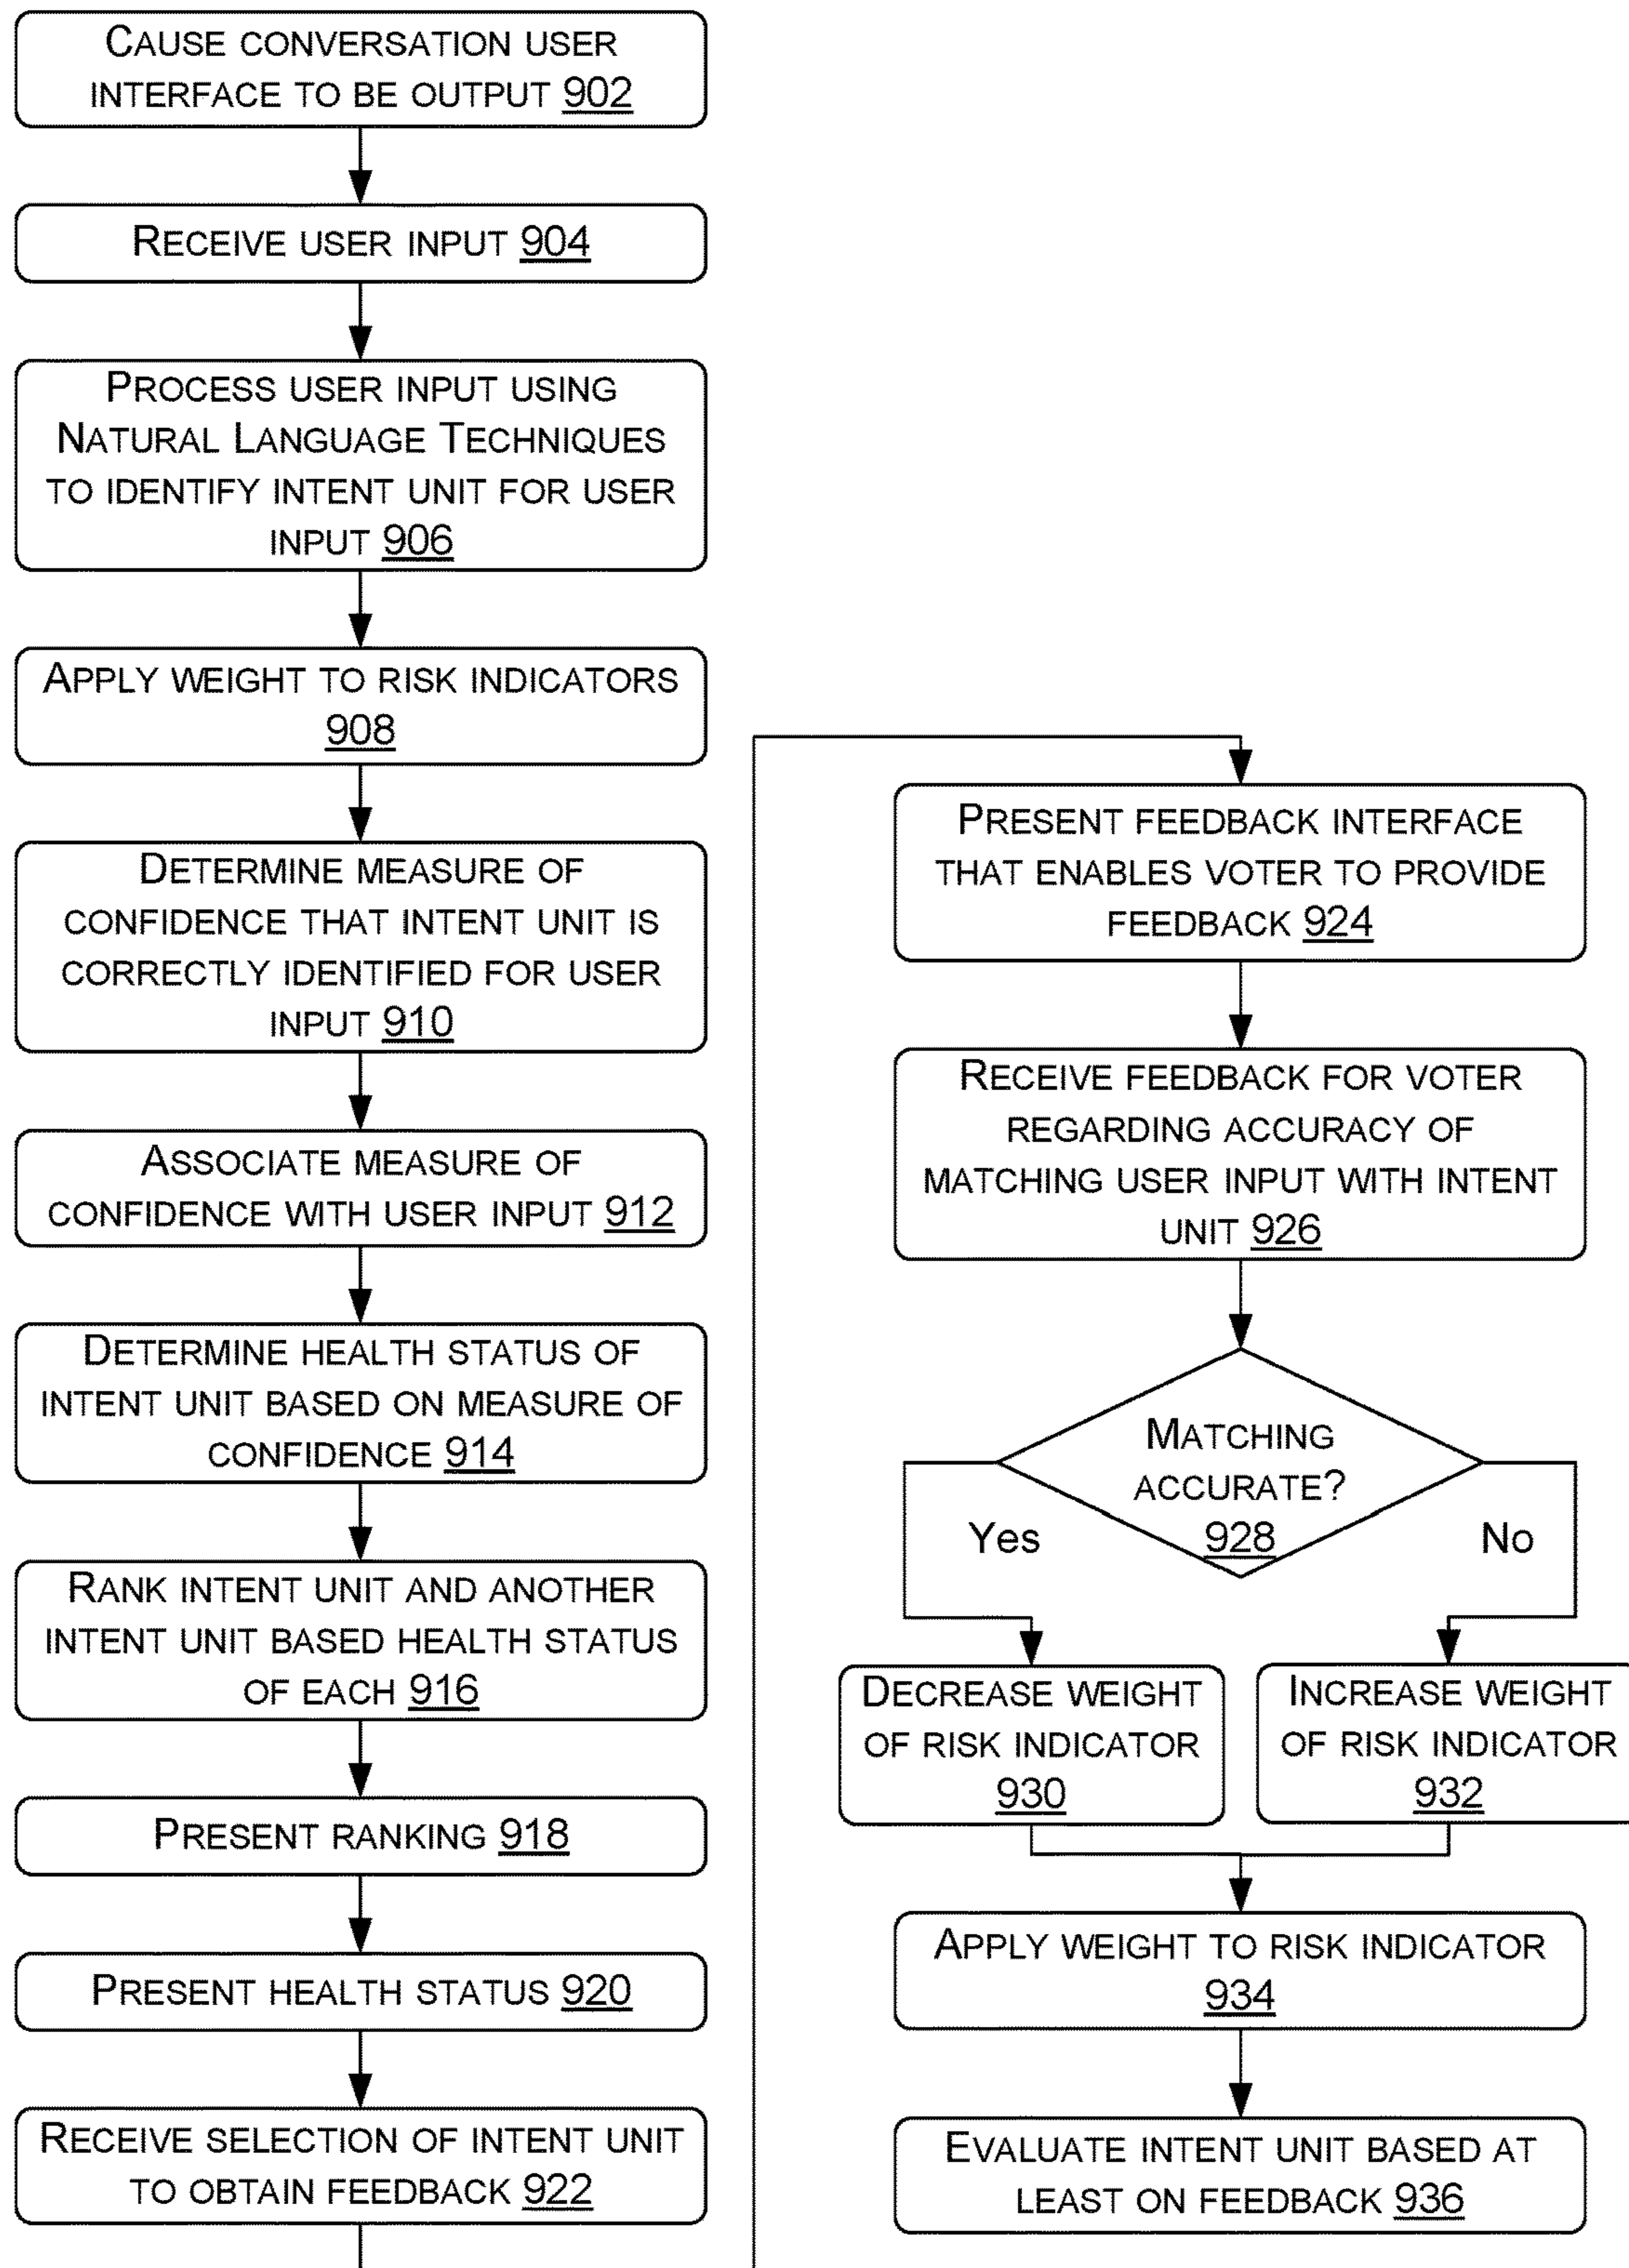 CAUSE CONVERSATION USER
INTERFACE TO BE OUTPUT 902
RECEIVE USER INPUT 904
PROCESS USER INPUT USING
NATURAL LANGUAGE TECHNIQUES
TO IDENTIFY INTENT UNIT FOR USER
INPUT 906
APPLY WEIGHT TO RISK INDICATORS
908
DETERMINE MEASURE OF
CONFIDENCE THAT INTENT UNIT IS
CORRECTLY IDENTIFIED FOR USER
INPUT 910
ASSOCIATE MEASURE OF
CONFIDENCE WITH USER INPUT 912
DETERMINE HEALTH STATUS OF
INTENT UNIT BASED ON MEASURE OF
CONFIDENCE 914
RANK INTENT UNIT AND ANOTHER
INTENT UNIT BASED HEALTH STATUS
OF EACH 916
PRESENT RANKING 918
PRESENT HEALTH STATUS 920
RECEIVE SELECTION OF INTENT UNIT
TO OBTAIN FEEDBACK 922
PRESENT FEEDBACK INTERFACE
THAT ENABLES VOTER TO PROVIDE
FEEDBACK 924
RECEIVE FEEDBACK FOR VOTER
REGARDING ACCURACY OF
MATCHING USER INPUT WITH INTENT
UNIT 926
MATCHING
ACCURATE?
928
Yes
No
DECREASE WEIGHT
OF RISK INDICATOR
930
INCREASE WEIGHT
OF RISK INDICATOR
932
APPLY WEIGHT TO RISK INDICATOR
934
EVALUATE INTENT UNIT BASED AT
LEAST ON FEEDBACK 936